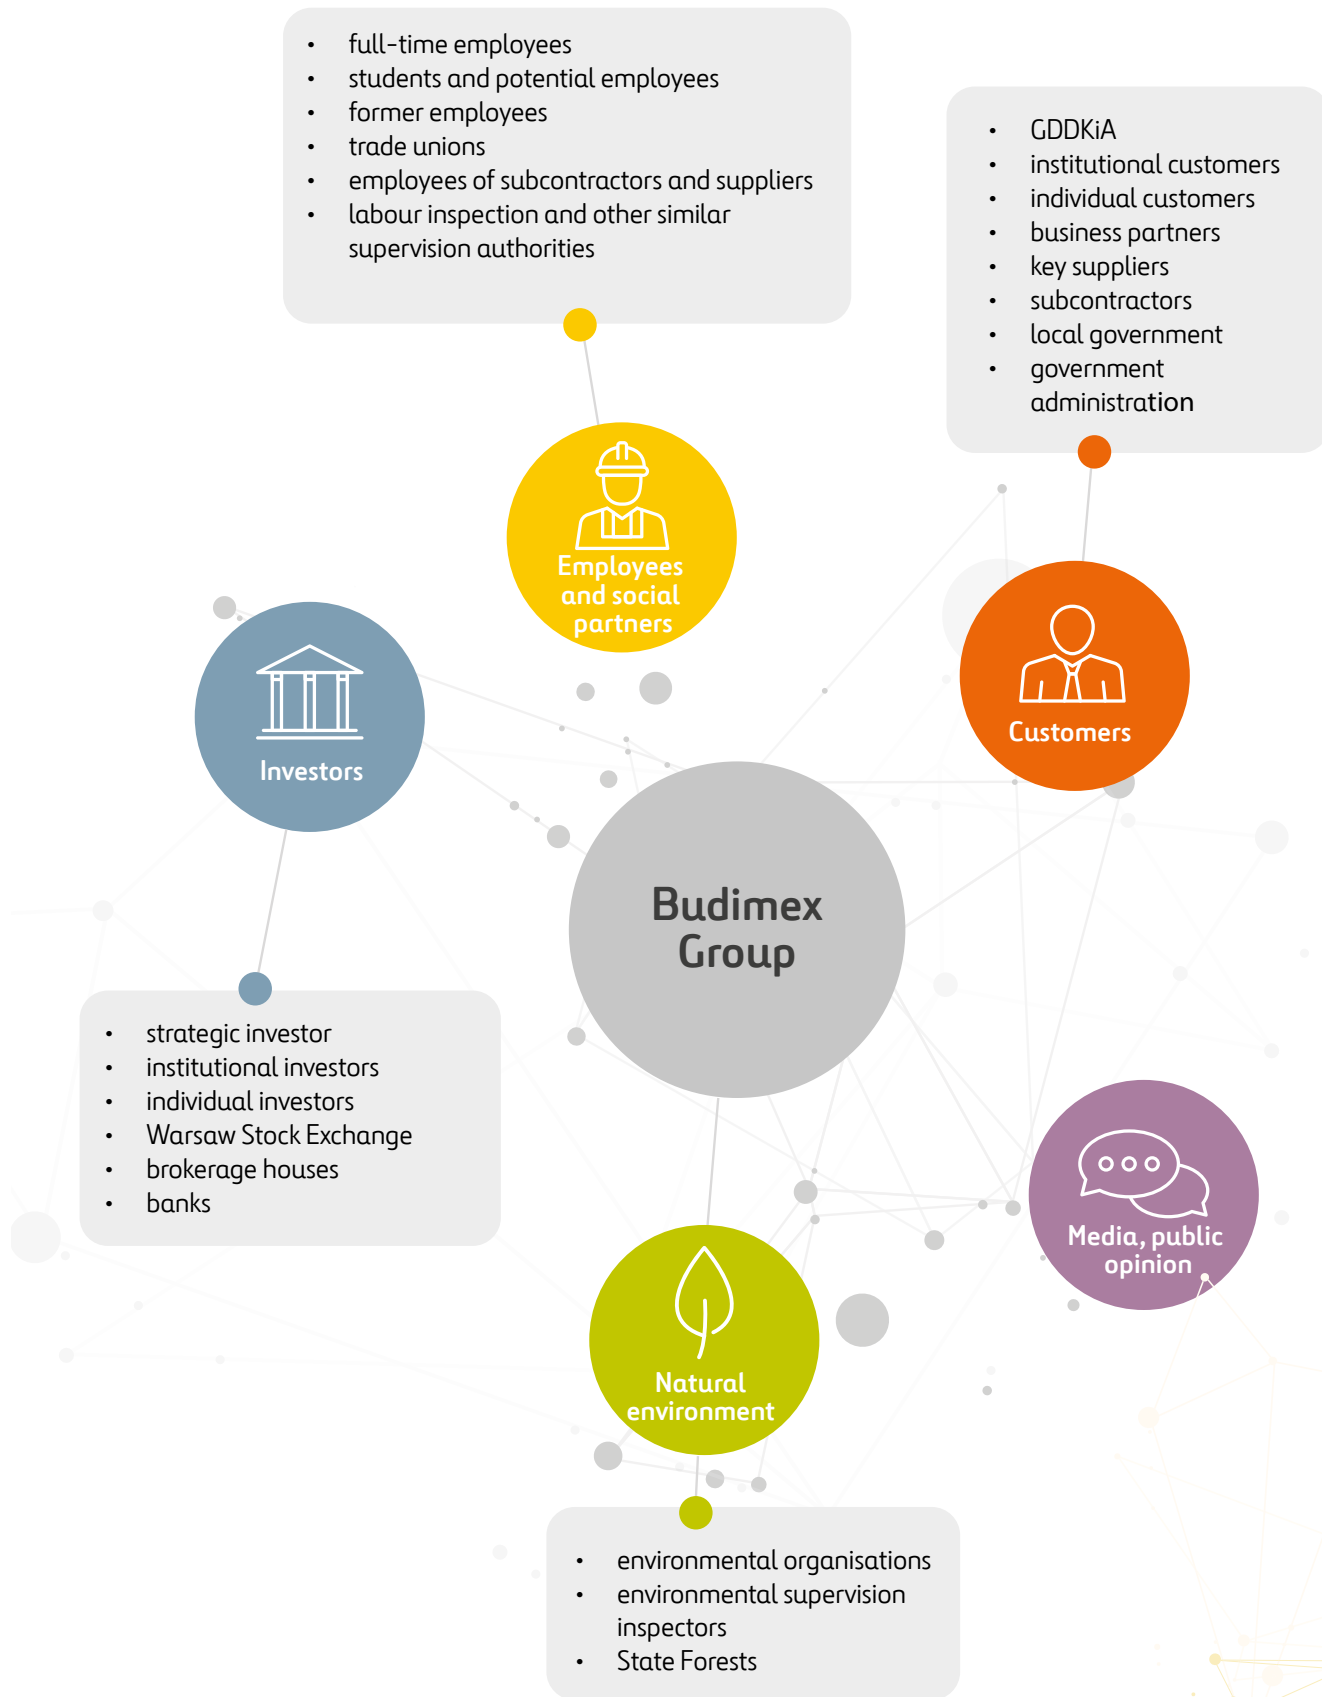 • full-time employees
• students and potential employees
• former employees
• trade unions
• employees of subcontractors and suppliers
• labour inspection and other similar
supervision authorities
• GDDKiA
• institutional customers
• individual customers
• business partners
• key suppliers
• subcontractors
• local government
• government
administration
Employees
and social
partners
Customers
Investors
Budimex
Group
• strategic investor
• institutional investors
• individual investors
• Warsaw Stock Exchange
• brokerage houses
• banks
Media, public
opinion
Natural
environment
• environmental organisations
• environmental supervision
inspectors
• State Forests